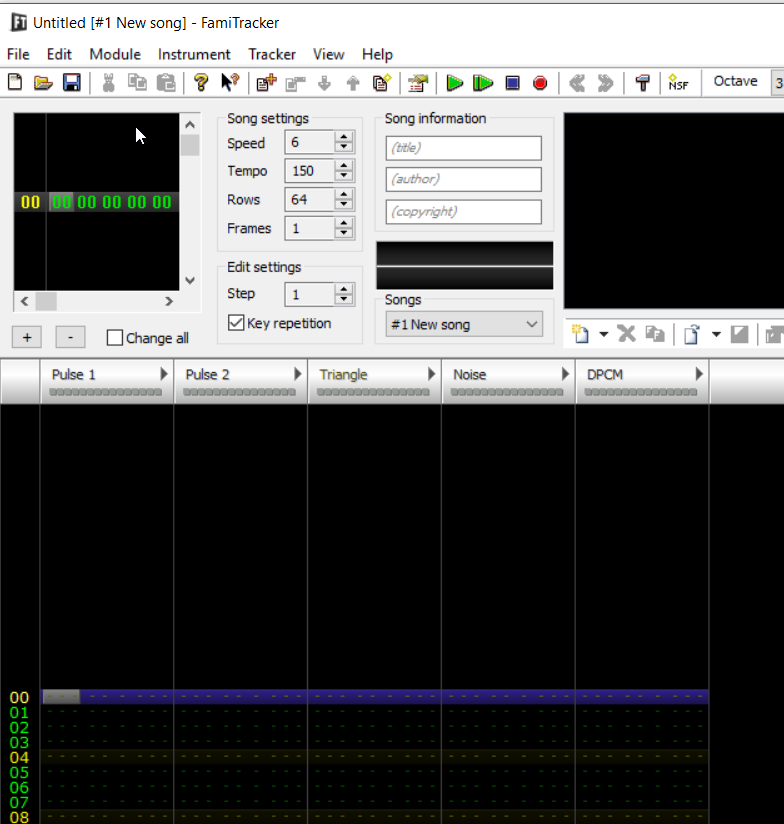 FT Untitled [#1 New song] - FamiTracker
File Edit Module Instrument Tracker View Help
NSF Octave 3
Song settings
Speed 6
Tempo 150
Rows 64
Frames 1
Song information
(title)
(author)
(copyright)
00 00 00 00 00 00
Edit settings
Step 1
Key repetition
Songs
#1 New song
+ - Change all
Pulse 1 Pulse 2 Triangle Noise DPCM
00
01
02
03
04
05
06
07
08